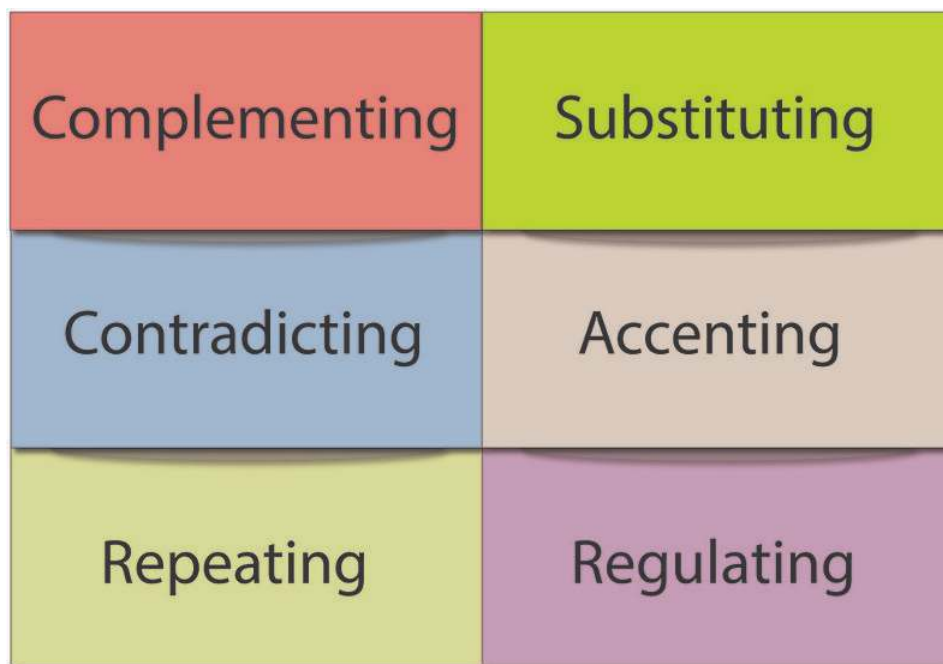 Complementing
Substituting
Contradicting
Accenting
Repeating
Regulating